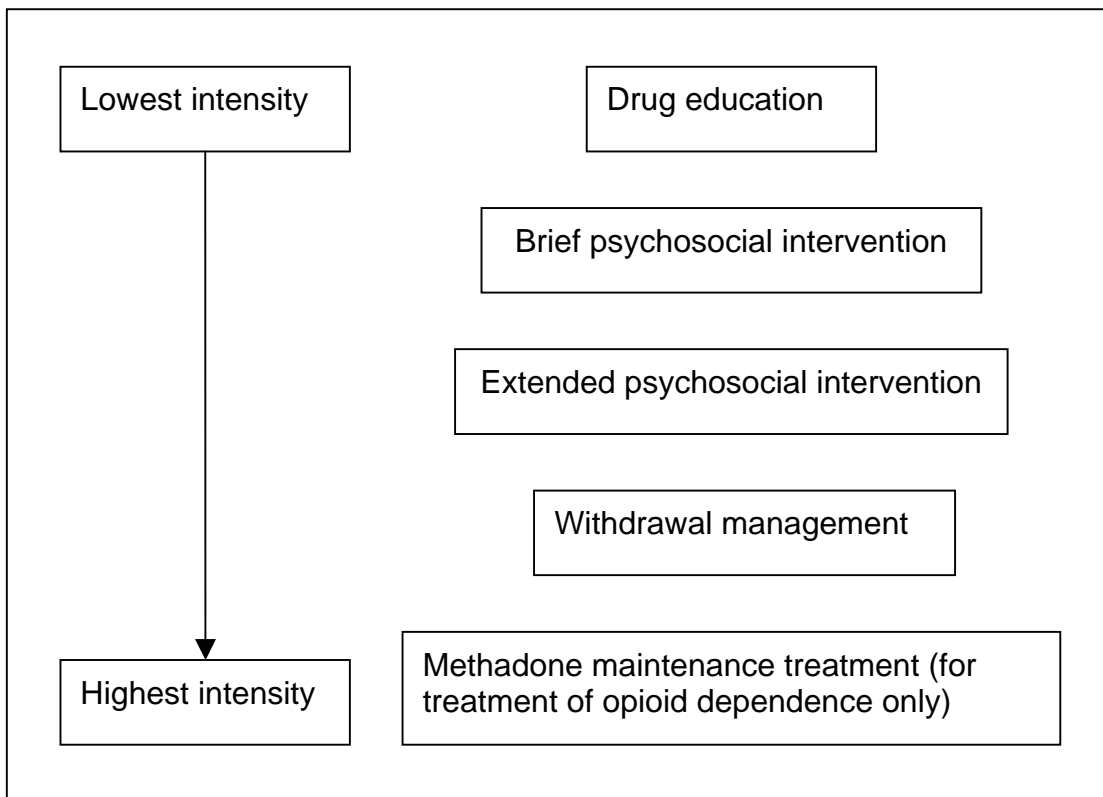 Lowest intensity
Drug education
Brief psychosocial intervention
Extended psychosocial intervention
Withdrawal management
Highest intensity
Methadone maintenance treatment (for
treatment of opioid dependence only)